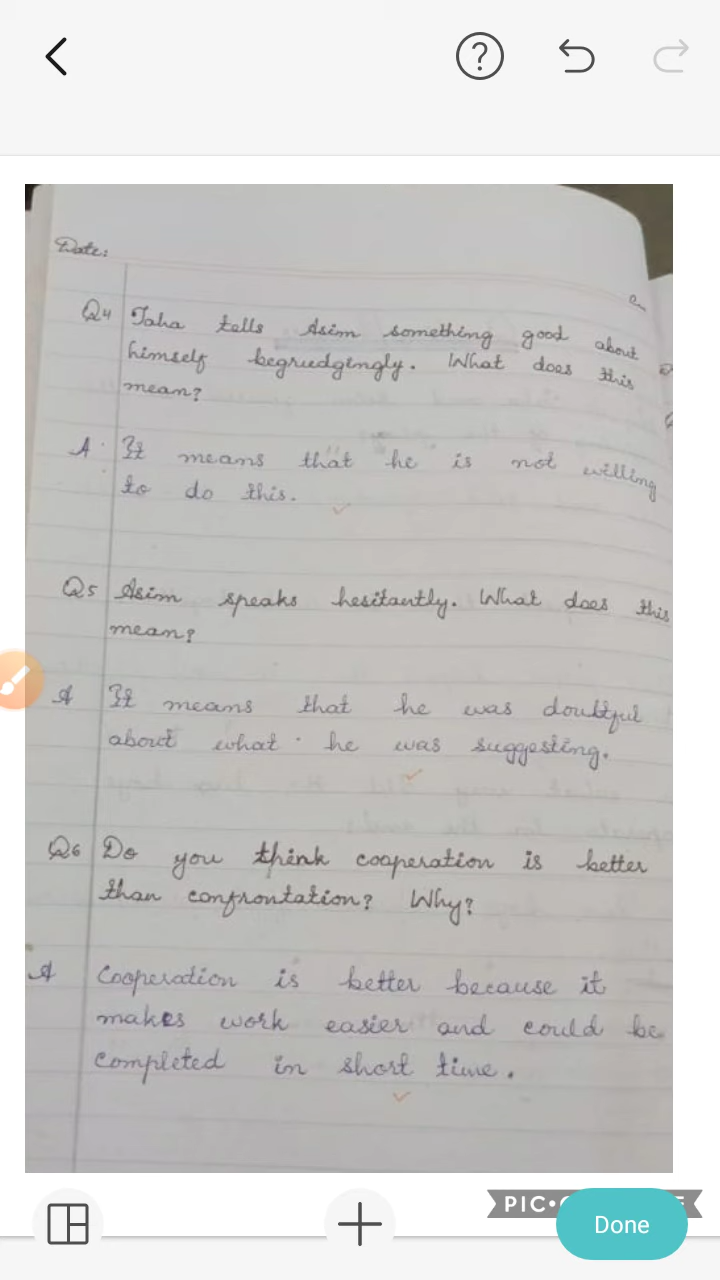 Date:
Q4 Taha tells Asim something good about
himself begrudgingly. What does this
mean?
A It means that he is not willing
to do this.
Q5 Asim speaks hesitantly. What does this
mean?
A It means that he was doubtful
about what he was suggesting.
Q6 Do you think cooperation is better
than confrontation? Why?
A Cooperation is better because it
makes work easier and could be
completed in short time.
PIC•
Done